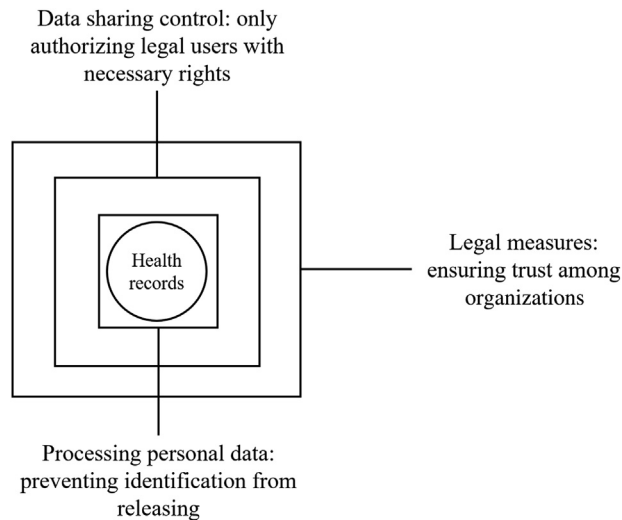 Data sharing control: only
authorizing legal users with
necessary rights
Health
records
Legal measures:
ensuring trust among
organizations
Processing personal data:
preventing identification from
releasing